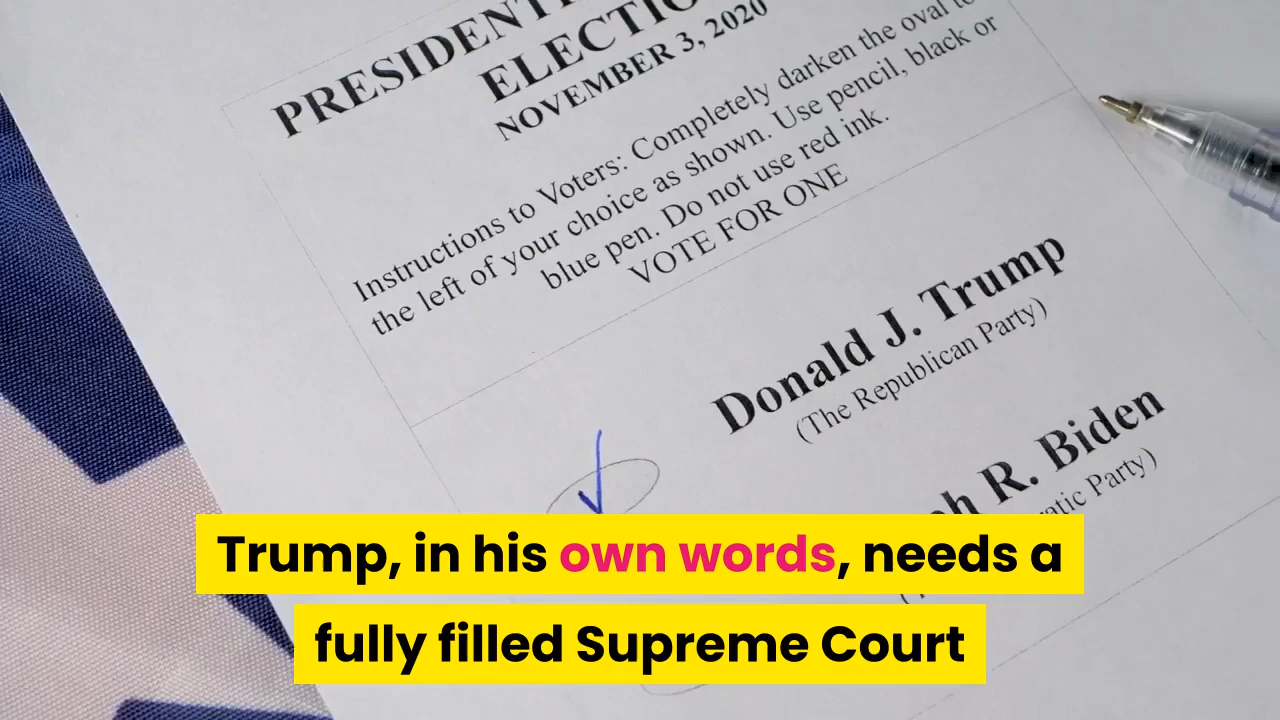 PRESIDENTI
ELECTIO
NOVEMBER 3, 2020
Instructions to Voters: Completely darken the oval to
the left of your choice as shown. Use pencil, black or
blue pen. Do not use red ink.
VOTE FOR ONE
Donald J. Trump
(The Republican Party)
R. Biden
Party)
Trump, in his own words, needs a
fully filled Supreme Court